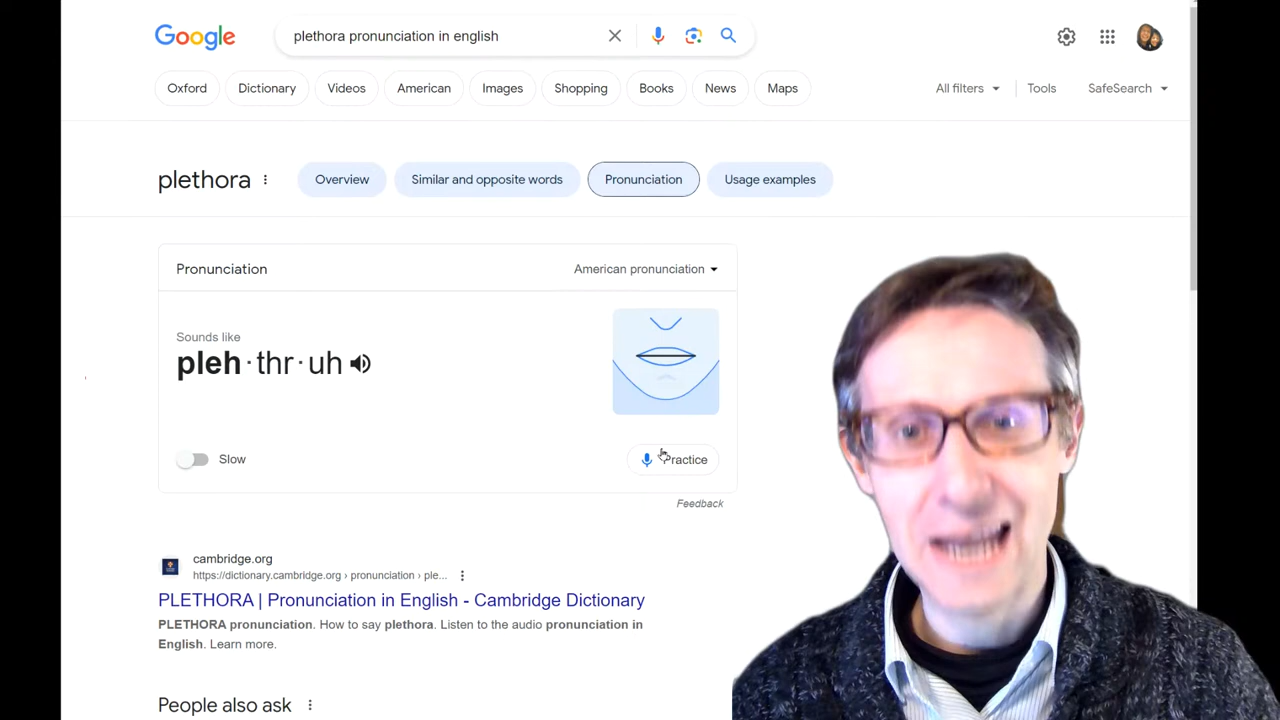 Google
plethora pronunciation in english
Oxford
Dictionary
Videos
American
Images
Shopping
Books
News
Maps
All filters
Tools
SafeSearch
plethora
Overview
Similar and opposite words
Pronunciation
Usage examples
Pronunciation
American pronunciation
Sounds like
pleh·thr·uh
Slow
Practice
Feedback
cambridge.org
https://dictionary.cambridge.org › pronunciation › ple...
PLETHORA | Pronunciation in English - Cambridge Dictionary
PLETHORA pronunciation. How to say plethora. Listen to the audio pronunciation in
English. Learn more.
People also ask